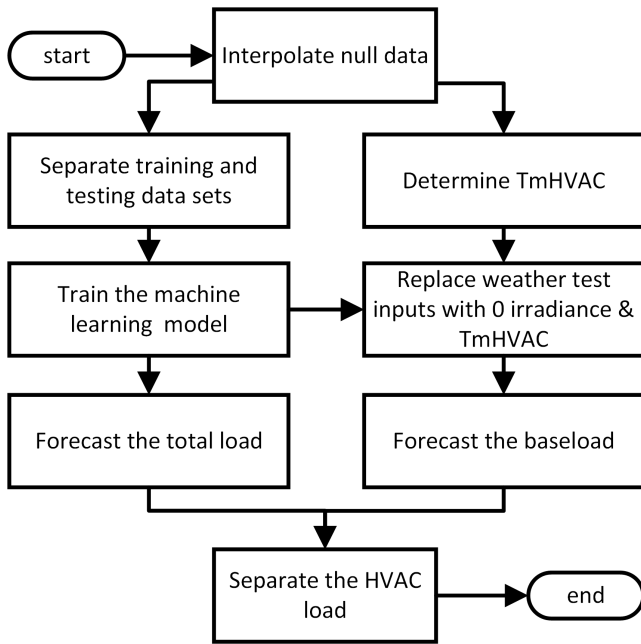 start
Interpolate null data
Separate training and
testing data sets
Determine TmHVAC
Train the machine
learning model
Replace weather test
inputs with 0 irradiance &
TmHVAC
Forecast the total load
Forecast the baseload
Separate the HVAC
load
end